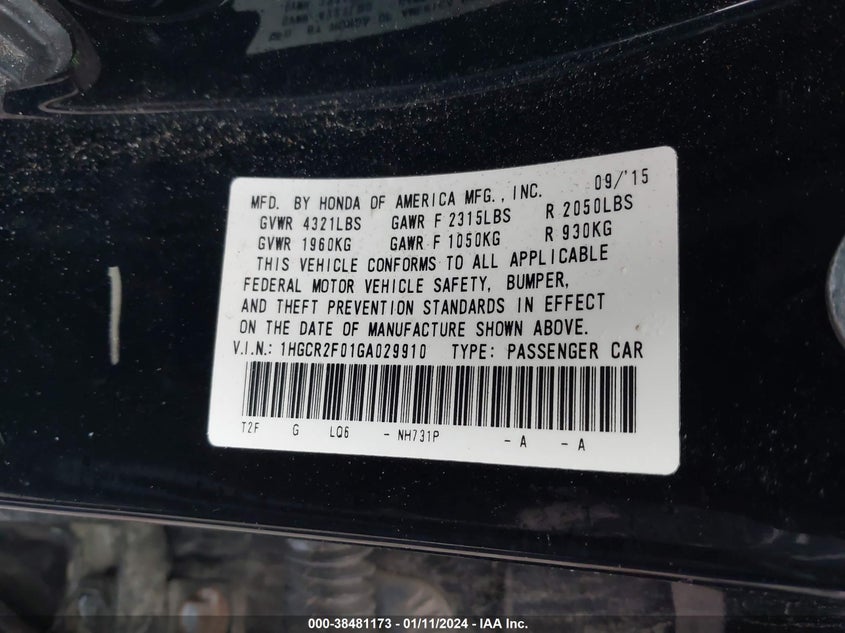 MFD. BY HONDA OF AMERICA MFG., INC. 09/'15
GVWR 4321LBS GAWR F 2315LBS R 2050LBS
GVWR 1960KG GAWR F 1050KG R 930KG
THIS VEHICLE CONFORMS TO ALL APPLICABLE
FEDERAL MOTOR VEHICLE SAFETY, BUMPER,
AND THEFT PREVENTION STANDARDS IN EFFECT
ON THE DATE OF MANUFACTURE SHOWN ABOVE.
V.I.N.: 1HGCR2F01GA029910 TYPE: PASSENGER CAR
T2F G LQ6 - NH731P - A - A
000-38481173 - 01/11/2024 - IAA Inc.